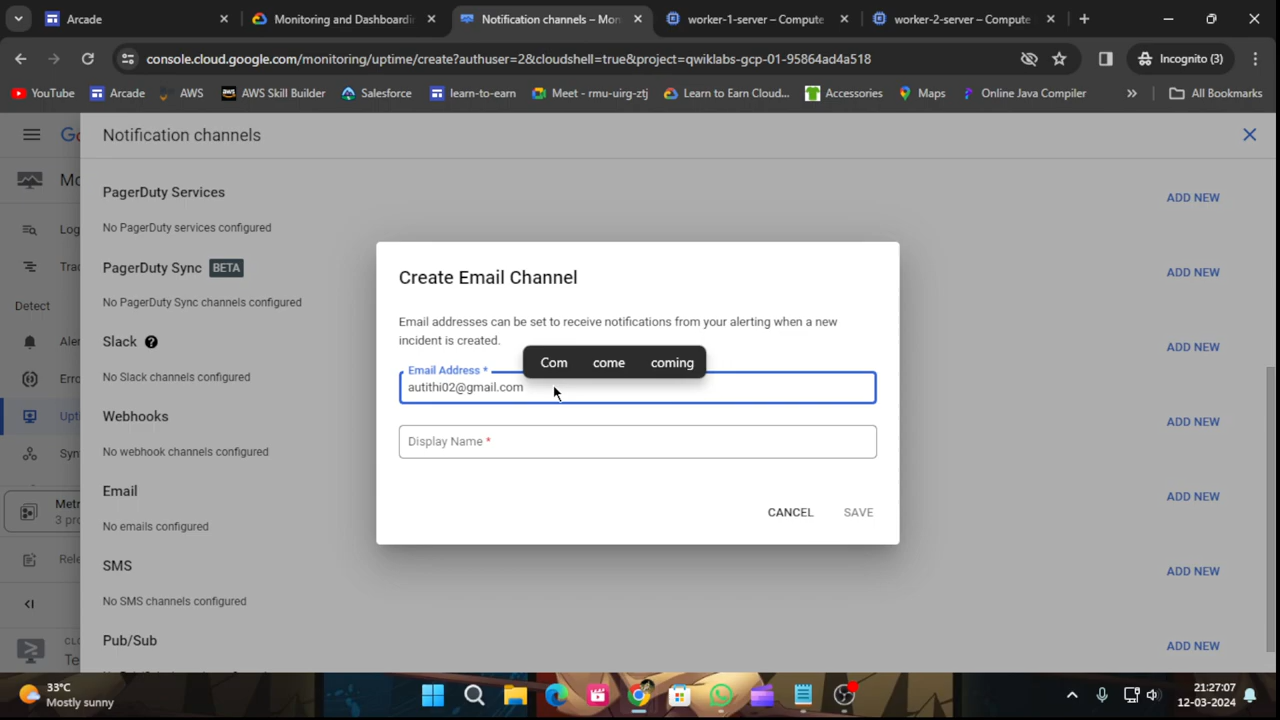 Arcade
Monitoring and Dashboardi
Notification channels – Mon
worker-1-server – Compute
worker-2-server – Compute
console.cloud.google.com/monitoring/uptime/create?authuser=2&cloudshell=true&project=qwiklabs-gcp-01-95864ad4a518
Incognito (3)
YouTube
Arcade
AWS
AWS Skill Builder
Salesforce
learn-to-earn
Meet - rmu-uirg-ztj
Learn to Earn Cloud...
Accessories
Maps
Online Java Compiler
»
All Bookmarks
Go
Notification channels
Mo
PagerDuty Services
ADD NEW
No PagerDuty services configured
Log
PagerDuty Sync BETA
ADD NEW
Tra
No PagerDuty Sync channels configured
Detect
Slack
ADD NEW
Aler
No Slack channels configured
Erro
Webhooks
ADD NEW
Upti
No webhook channels configured
Syn
Email
ADD NEW
Metr
3 pro
No emails configured
Rele
SMS
ADD NEW
No SMS channels configured
Pub/Sub
ADD NEW
CLO
Te
Create Email Channel
Email addresses can be set to receive notifications from your alerting when a new
incident is created.
Com come coming
Email Address *
autithi02@gmail.com
Display Name *
CANCEL SAVE
33°C
Mostly sunny
21:27:07
12-03-2024